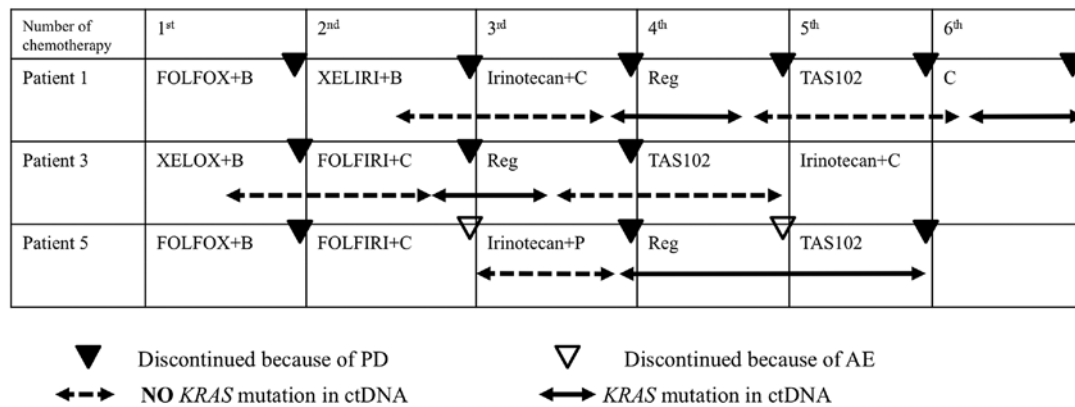 Number of chemotherapy 1st 2nd 3rd 4th 5th 6th
Patient 1 FOLFOX+B XELIRI+B Irinotecan+C Reg TAS102 C
Patient 3 XELOX+B FOLFIRI+C Reg TAS102 Irinotecan+C
Patient 5 FOLFOX+B FOLFIRI+C Irinotecan+P Reg TAS102
Discontinued because of PD Discontinued because of AE
NO KRAS mutation in ctDNA KRAS mutation in ctDNA